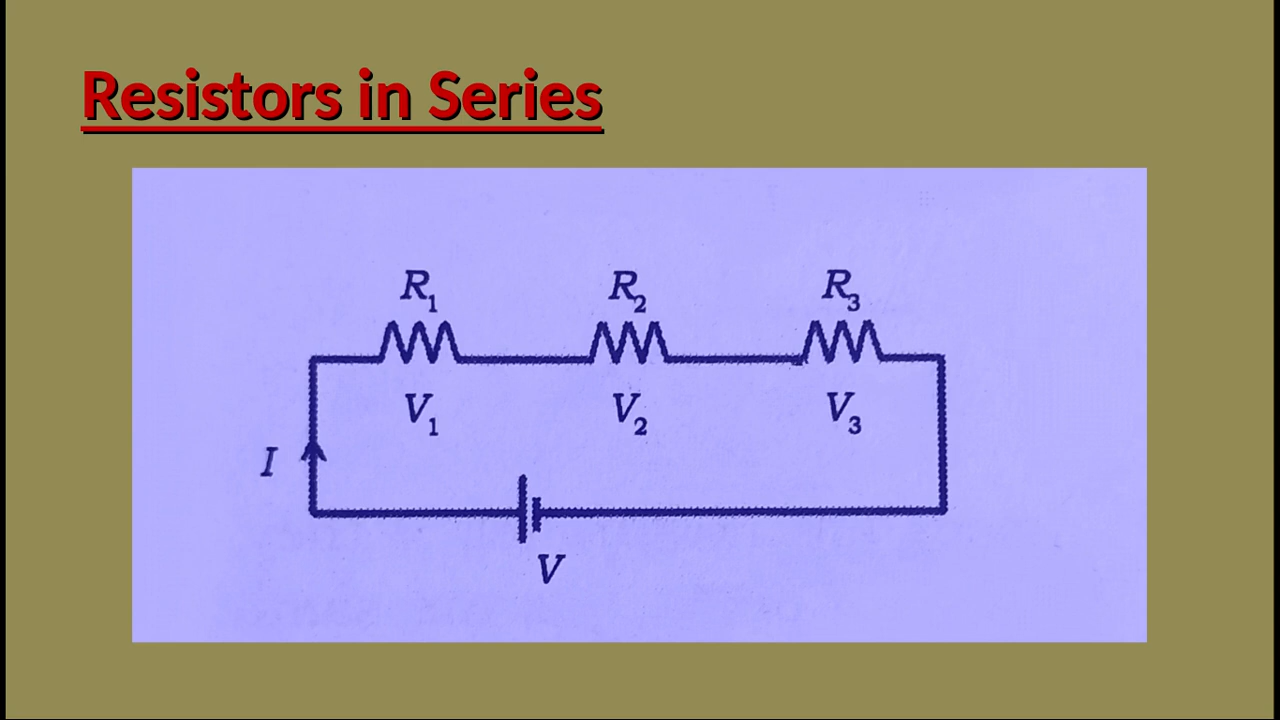 Resistors in Series
R₁ R₂ R₃
V₁ V₂ V₃
I
V